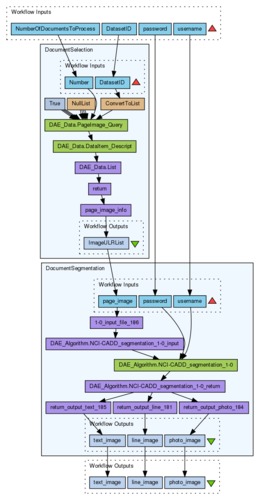 Workflow Inputs
NumberOfDocumentsToProcess DatasetID password username
DocumentSelection
Workflow Inputs
Number DatasetID
True NullList ConvertToList
DAE_Data.PageImage_Query
DAE_Data.DataItem_Descript
DAE_Data.List
return
page_image_info
Workflow Outputs
ImageULRList
DocumentSegmentation
Workflow Inputs
page_image password username
1-0_input_file_188
DAE_Algorithm.NCI-CADD_segmentation_1-0_input
DAE_Algorithm.NCI-CADD_segmentation_1-0
DAE_Algorithm.NCI-CADD_segmentation_1-0_return
return_output_text_185 return_output_line_181 return_output_photo_184
Workflow Outputs
text_image line_image photo_image
Workflow Outputs
text_image line_image photo_image